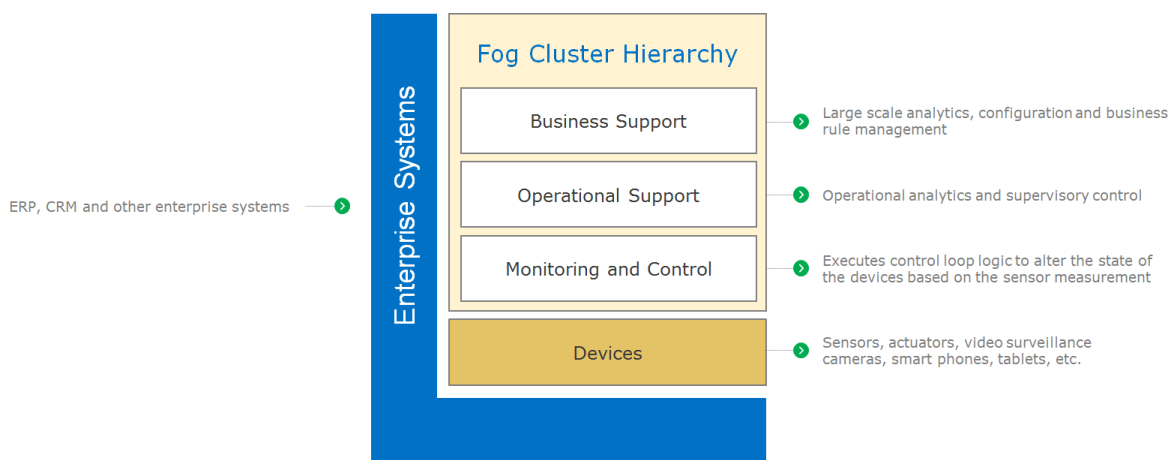 Fog Cluster Hierarchy
Business Support
Large scale analytics, configuration and business
rule management
Operational Support
Operational analytics and supervisory control
ERP, CRM and other enterprise systems
Enterprise Systems
Monitoring and Control
Executes control loop logic to alter the state of
the devices based on the sensor measurement
Devices
Sensors, actuators, video surveillance
cameras, smart phones, tablets, etc.